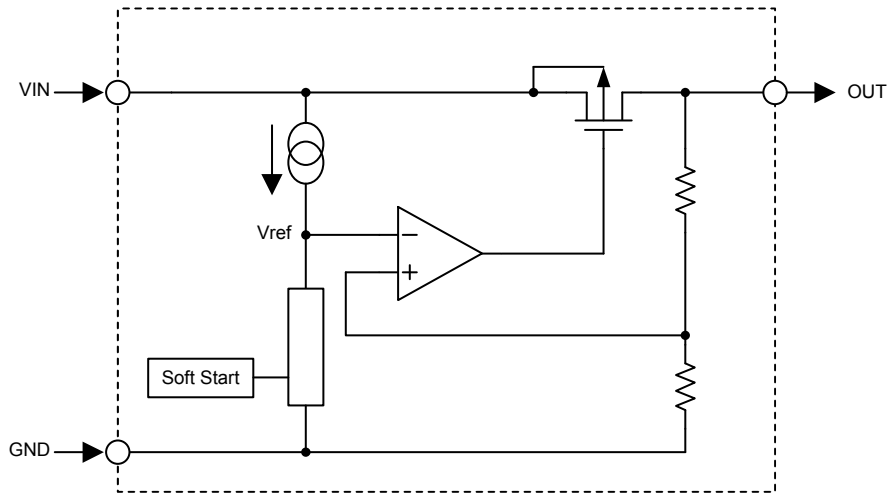 VIN
OUT
Vref
−
+
Soft Start
GND